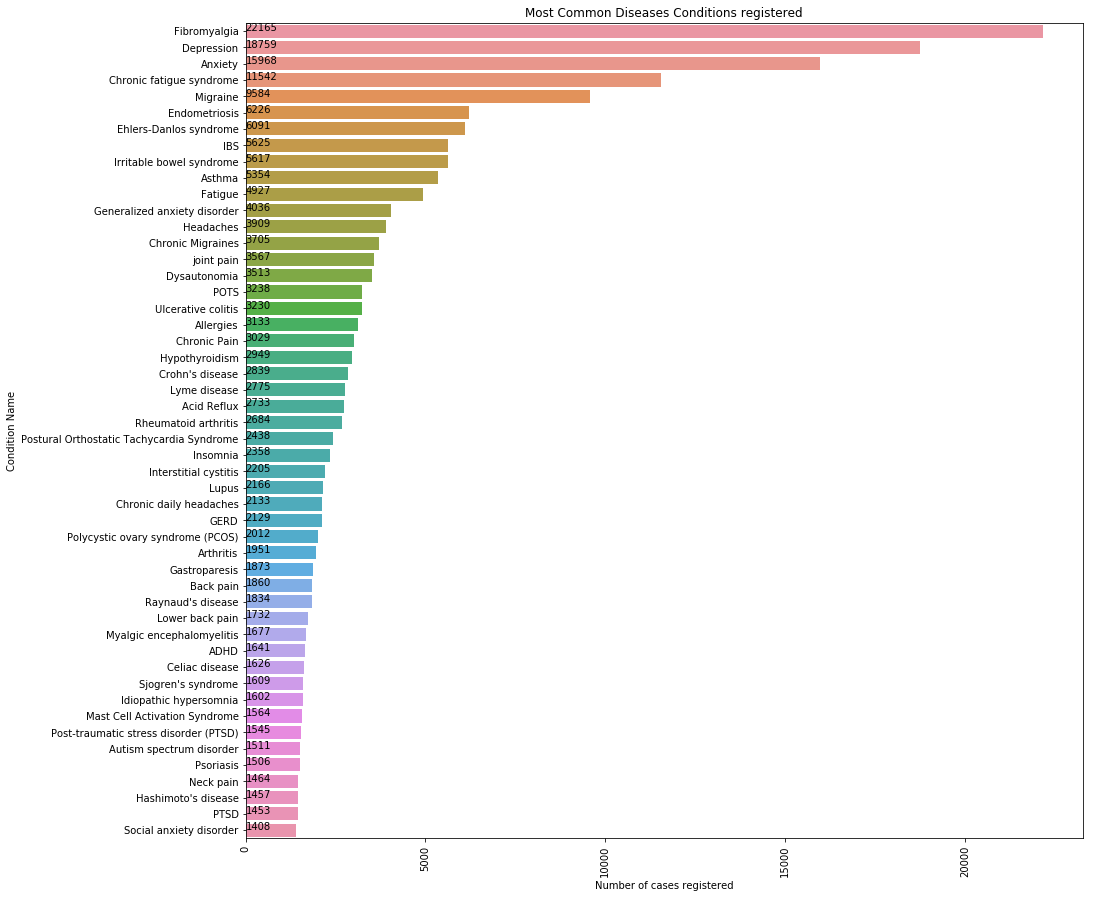 Most Common Diseases Conditions registered
Fibromyalgia 22165
Depression 18759
Anxiety 15968
Chronic fatigue syndrome 11542
Migraine 9584
Endometriosis 6226
Ehlers-Danlos syndrome 6091
IBS 5625
Irritable bowel syndrome 5617
Asthma 5354
Fatigue 4927
Generalized anxiety disorder 4036
Headaches 3909
Chronic Migraines 3705
joint pain 3567
Dysautonomia 3513
POTS 3238
Ulcerative colitis 3230
Allergies 3133
Chronic Pain 3029
Hypothyroidism 2949
Crohn's disease 2839
Lyme disease 2775
Acid Reflux 2733
Rheumatoid arthritis 2684
Postural Orthostatic Tachycardia Syndrome 2438
Insomnia 2358
Interstitial cystitis 2205
Lupus 2166
Chronic daily headaches 2133
GERD 2129
Polycystic ovary syndrome (PCOS) 2012
Arthritis 1951
Gastroparesis 1873
Back pain 1860
Raynaud's disease 1834
Lower back pain 1732
Myalgic encephalomyelitis 1677
ADHD 1641
Celiac disease 1626
Sjogren's syndrome 1609
Idiopathic hypersomnia 1602
Mast Cell Activation Syndrome 1564
Post-traumatic stress disorder (PTSD) 1545
Autism spectrum disorder 1511
Psoriasis 1506
Neck pain 1464
Hashimoto's disease 1457
PTSD 1453
Social anxiety disorder 1408
Condition Name
0 5000 10000 15000 20000
Number of cases registered